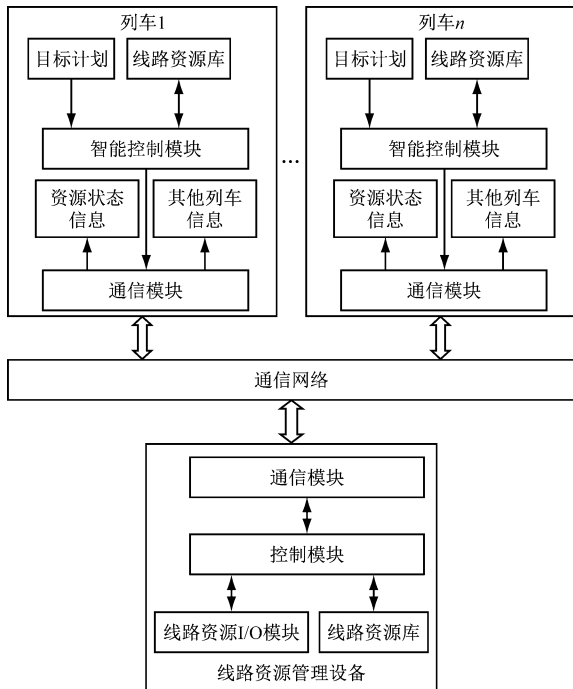 列车1
目标计划
线路资源库
智能控制模块
资源状态
信息
其他列车
信息
通信模块
...
列车n
目标计划
线路资源库
智能控制模块
资源状态
信息
其他列车
信息
通信模块
通信网络
通信模块
控制模块
线路资源I/O模块
线路资源库
线路资源管理设备